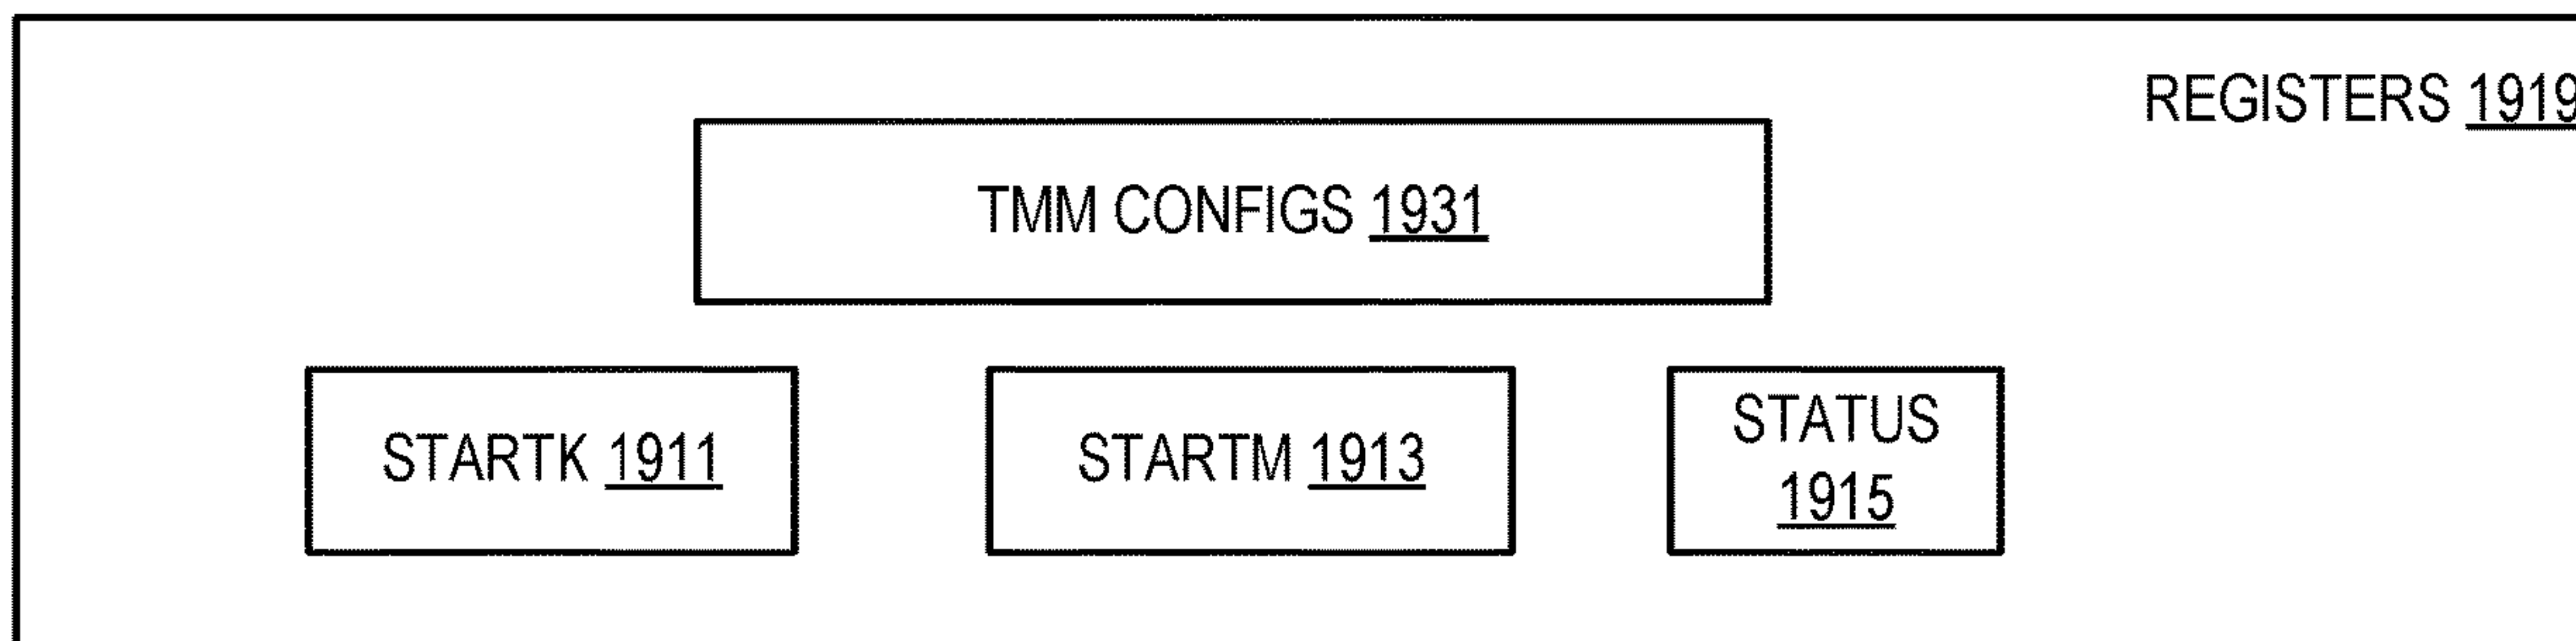 REGISTERS 1919
TMM CONFIGS 1931
STARTK 1911
STARTM 1913
STATUS
1915